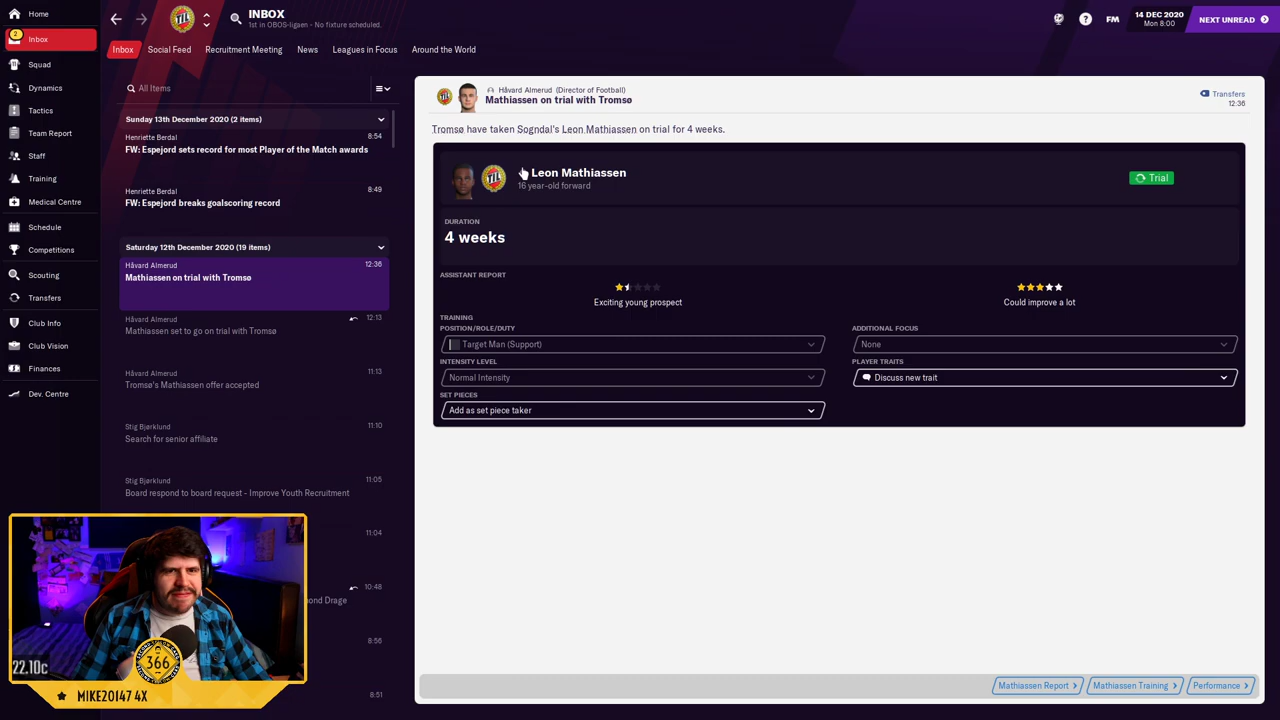 Home
INBOX
1st in OBOS-ligaen - No fixture scheduled.
FM
14 DEC 2020
Mon 8:00
NEXT UNREAD
2
Inbox
Squad
Dynamics
Tactics
Team Report
Staff
Training
Medical Centre
Schedule
Competitions
Scouting
Transfers
Club Info
Club Vision
Finances
Dev. Centre
Inbox
Social Feed
Recruitment Meeting
News
Leagues in Focus
Around the World
All Items
Sunday 13th December 2020 (2 items)
Henriette Berdal
8:54
FW: Espejord sets record for most Player of the Match awards
Henriette Berdal
8:49
FW: Espejord breaks goalscoring record
Saturday 12th December 2020 (19 items)
Håvard Almerud
12:36
Mathiassen on trial with Tromsø
Håvard Almerud
12:13
Mathiassen set to go on trial with Tromsø
Håvard Almerud
11:13
Tromsø's Mathiassen offer accepted
Stig Bjørklund
11:10
Search for senior affiliate
Stig Bjørklund
11:05
Board respond to board request - Improve Youth Recruitment
11:04
10:48
ond Drage
8:56
8:51
TIL
Håvard Almerud (Director of Football)
Mathiassen on trial with Tromsø
Transfers
12:36
Tromsø have taken Sogndal's Leon Mathiassen on trial for 4 weeks.
TIL
Leon Mathiassen
16 year-old forward
Trial
DURATION
4 weeks
ASSISTANT REPORT
Exciting young prospect
Could improve a lot
TRAINING
POSITION/ROLE/DUTY
Target Man (Support)
ADDITIONAL FOCUS
None
INTENSITY LEVEL
Normal Intensity
PLAYER TRAITS
Discuss new trait
SET PIECES
Add as set piece taker
Mathiassen Report
Mathiassen Training
Performance
22.10c
366
MIKE20147 4X